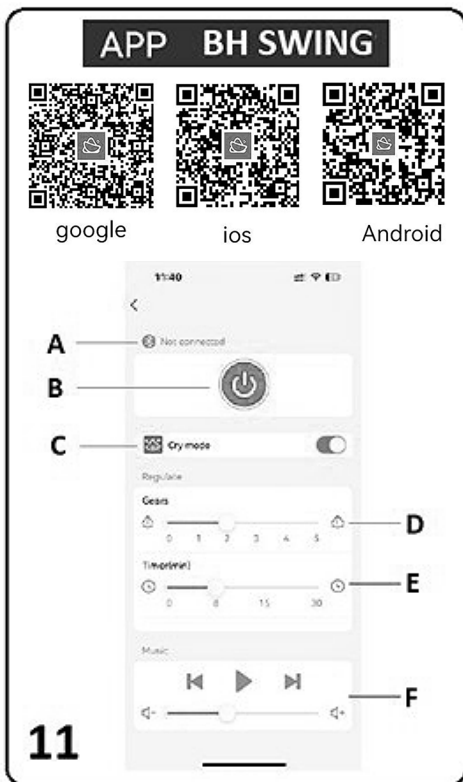 APP BH SWING
google
ios
Android
11:40
A
Not connected
B
C
Cry mode
Regulate
Gears
D
0 1 2 3 4 5
Timer(min)
E
0 8 15 30
Music
F
11